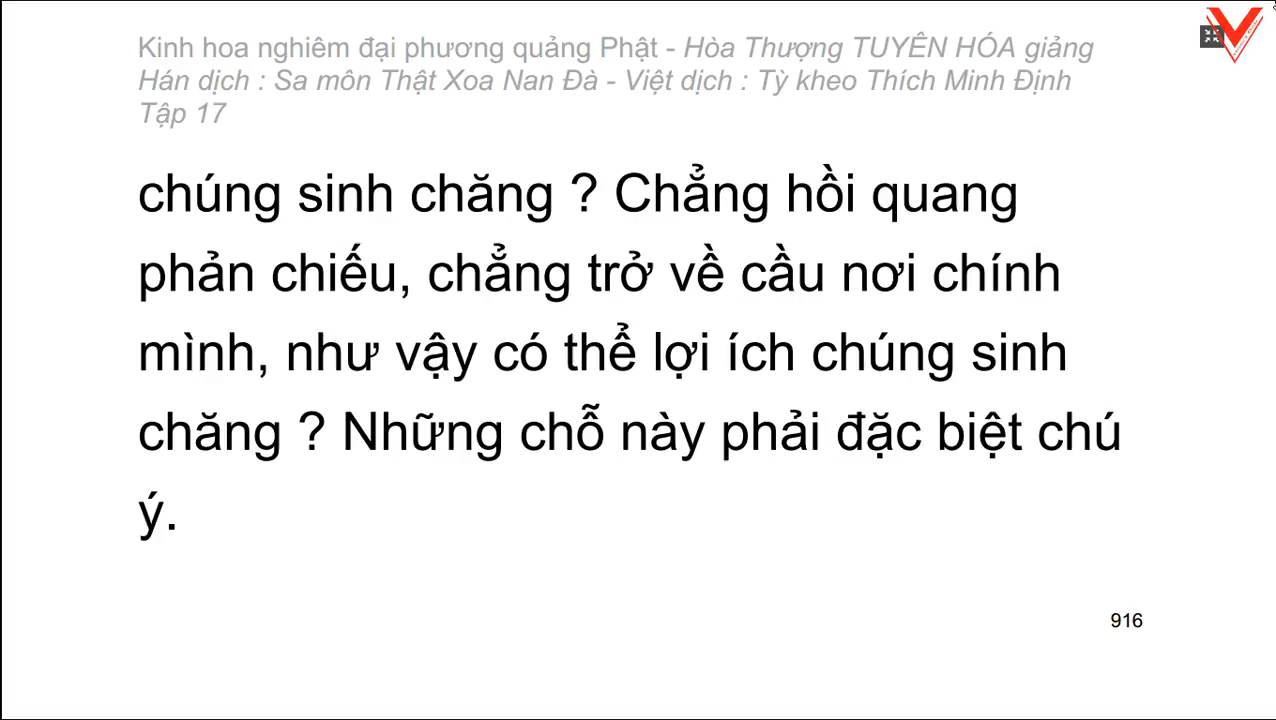 Kinh hoa nghiêm đại phương quảng Phật - Hòa Thượng TUYÊN HÓA giảng
Hán dịch : Sa môn Thật Xoa Nan Đà - Việt dịch : Tỳ kheo Thích Minh Định
Tập 17
chúng sinh chăng ? Chẳng hồi quang
phản chiếu, chẳng trở về cầu nơi chính
mình, như vậy có thể lợi ích chúng sinh
chăng ? Những chỗ này phải đặc biệt chú
ý.
916